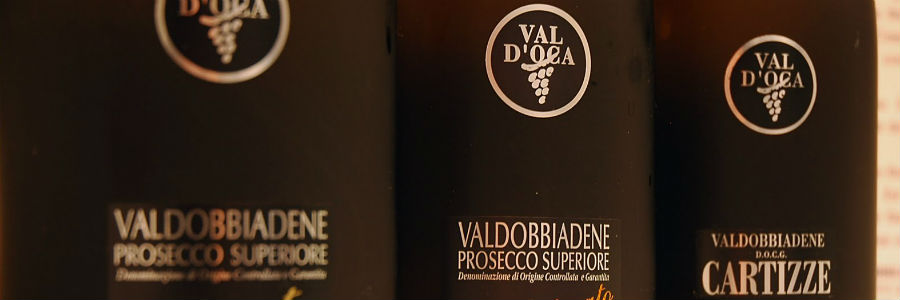 D'OCA
VALDOBBIADENE
PROSECCO SUPERIORE
Denominazione di Origine Controllata e Garantita
VAL
D'OCA
VALDOBBIADENE
PROSECCO SUPERIORE
Denominazione di Origine Controllata e Garantita
VAL
D'OCA
VALDOBBIADENE
D.O.C.G.
CARTIZZE